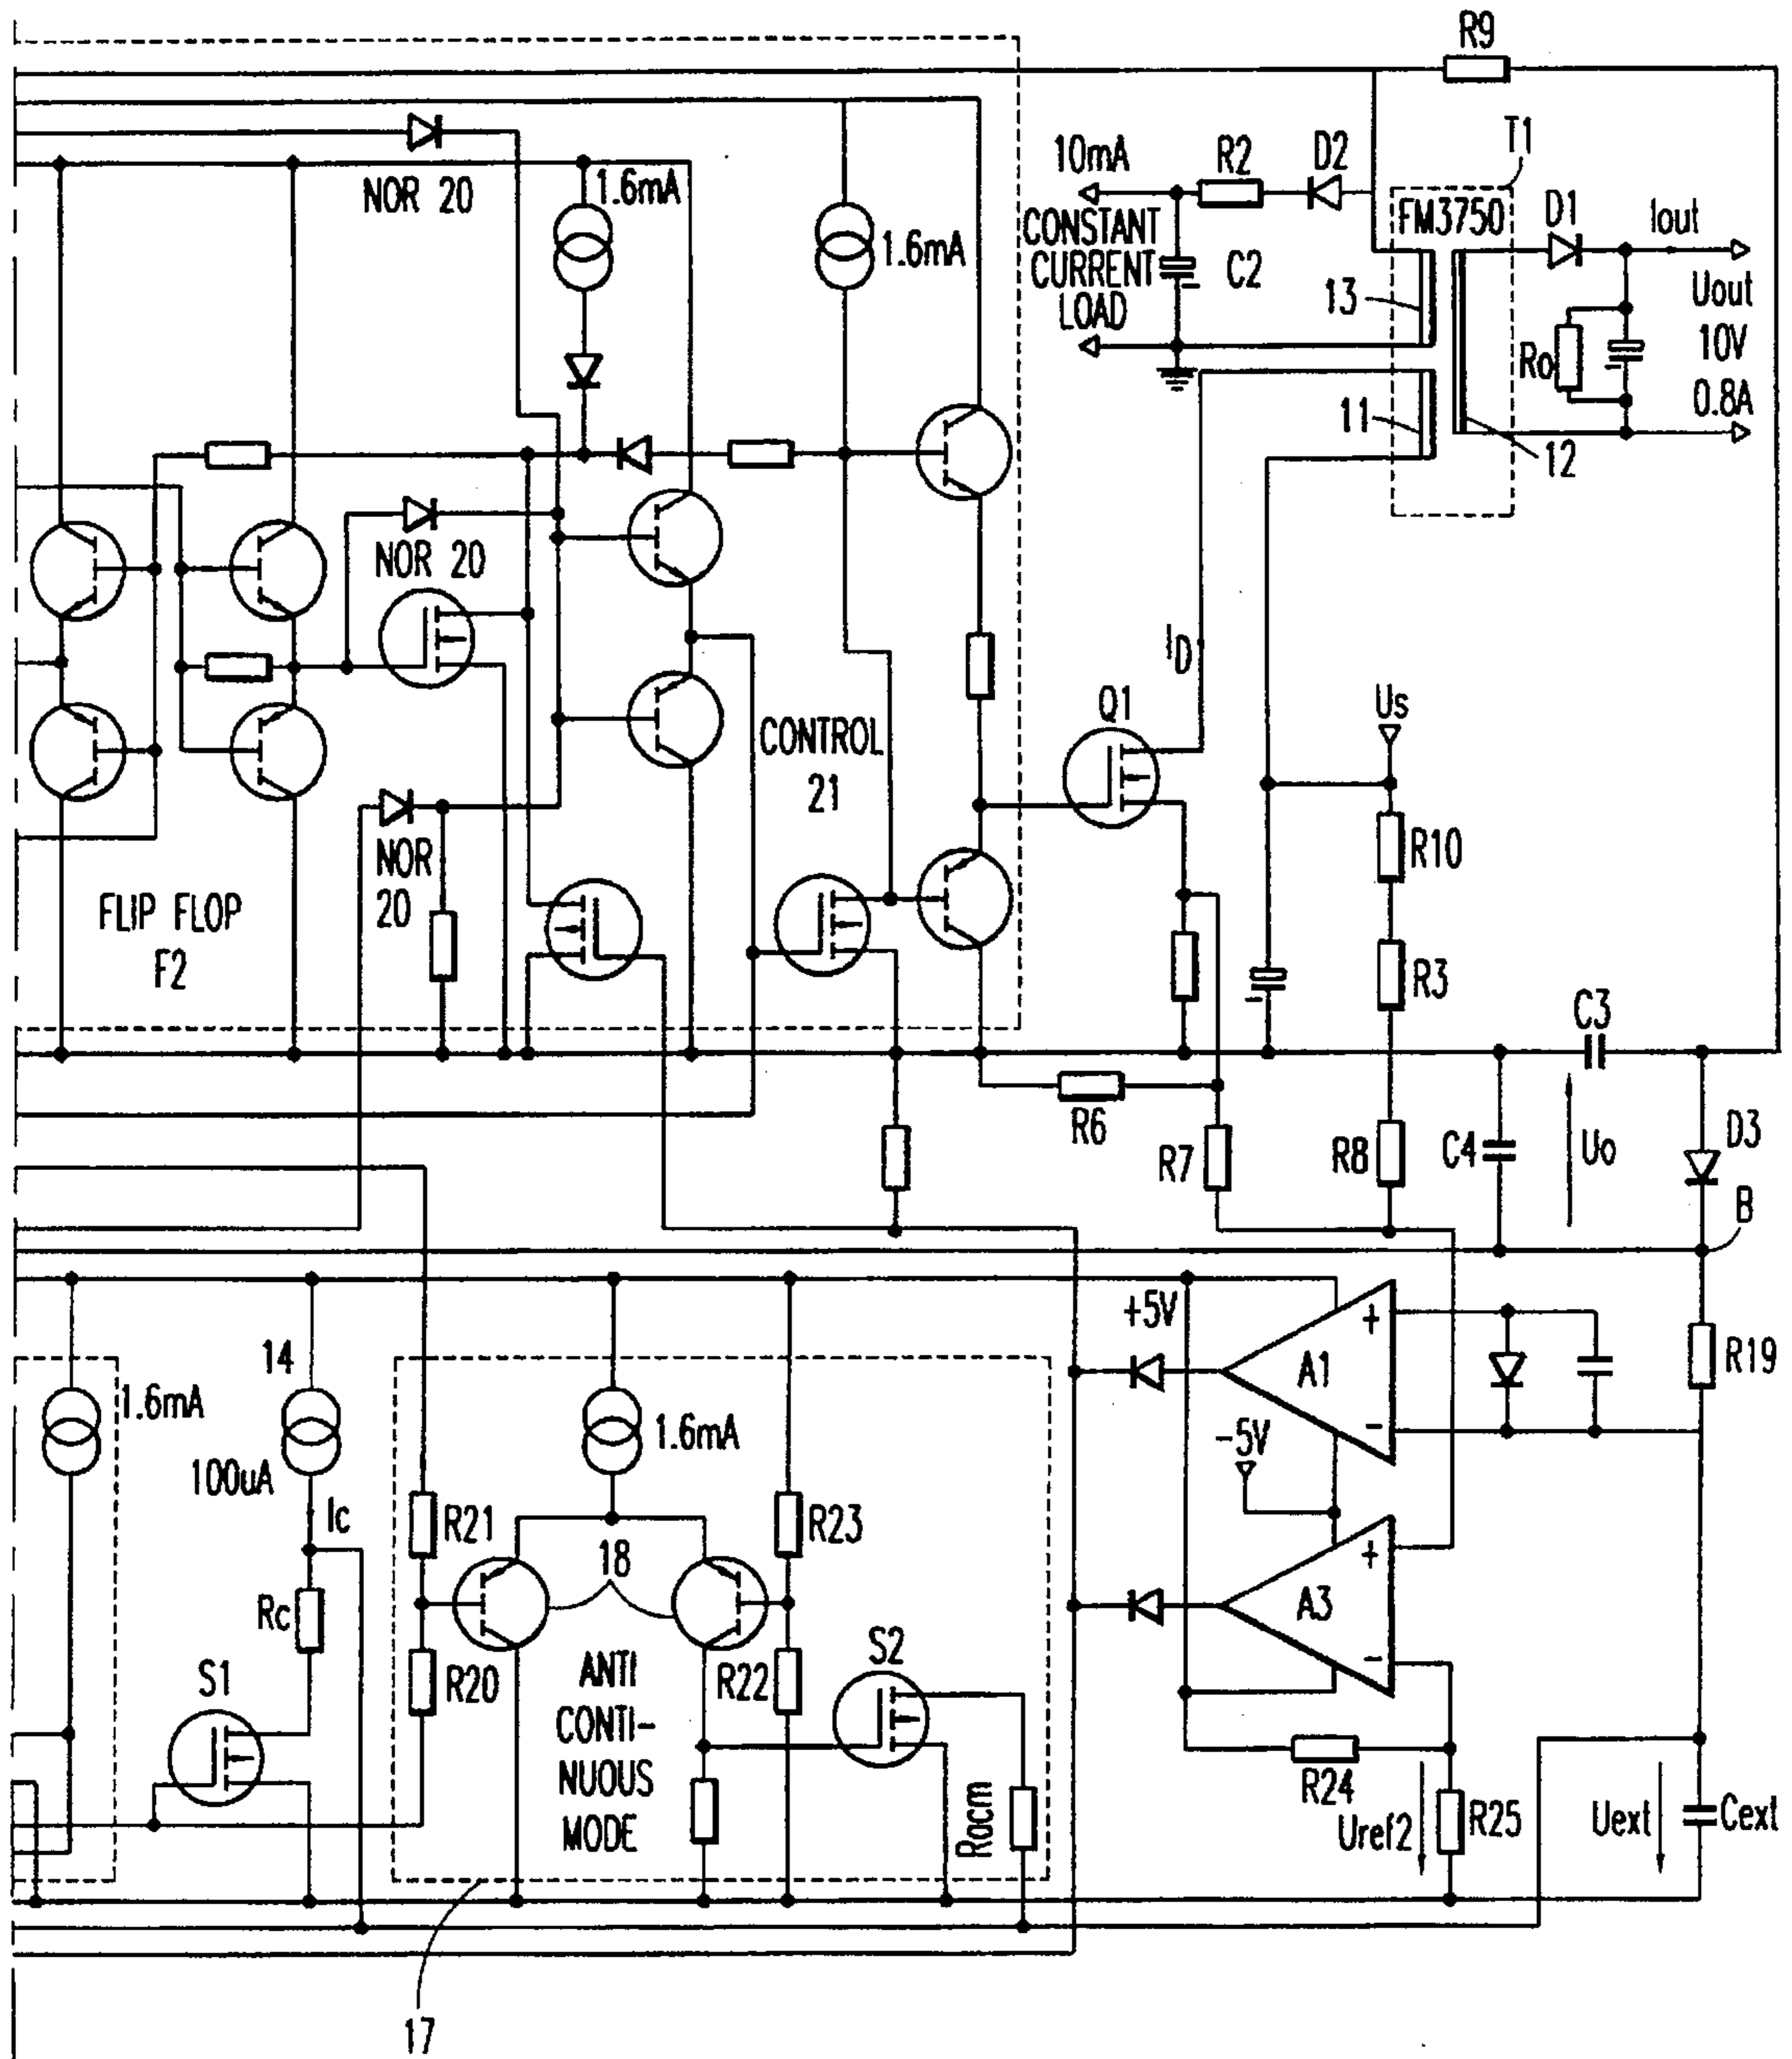 R9
T1
10mA
R2
D2
NOR 20
1.6mA
FM3750
D1
Iout
CONSTANT
CURRENT
LOAD
C2
1.6mA
13
Uout
10V
0.8A
Ro
11
12
NOR 20
ID
Q1
Us
CONTROL
21
R10
NOR
20
FLIP FLOP
F2
R3
C3
R6
R7
R8
C4
Uo
D3
B
+5V
+
A1
-
R19
14
1.6mA
1.6mA
-5V
100uA
Ic
R21
18
R23
+
A3
-
Rc
S1
R20
ANTI
CONTI-
NUOUS
MODE
R22
S2
Racm
R24
Uref2
R25
Uext
Cext
17